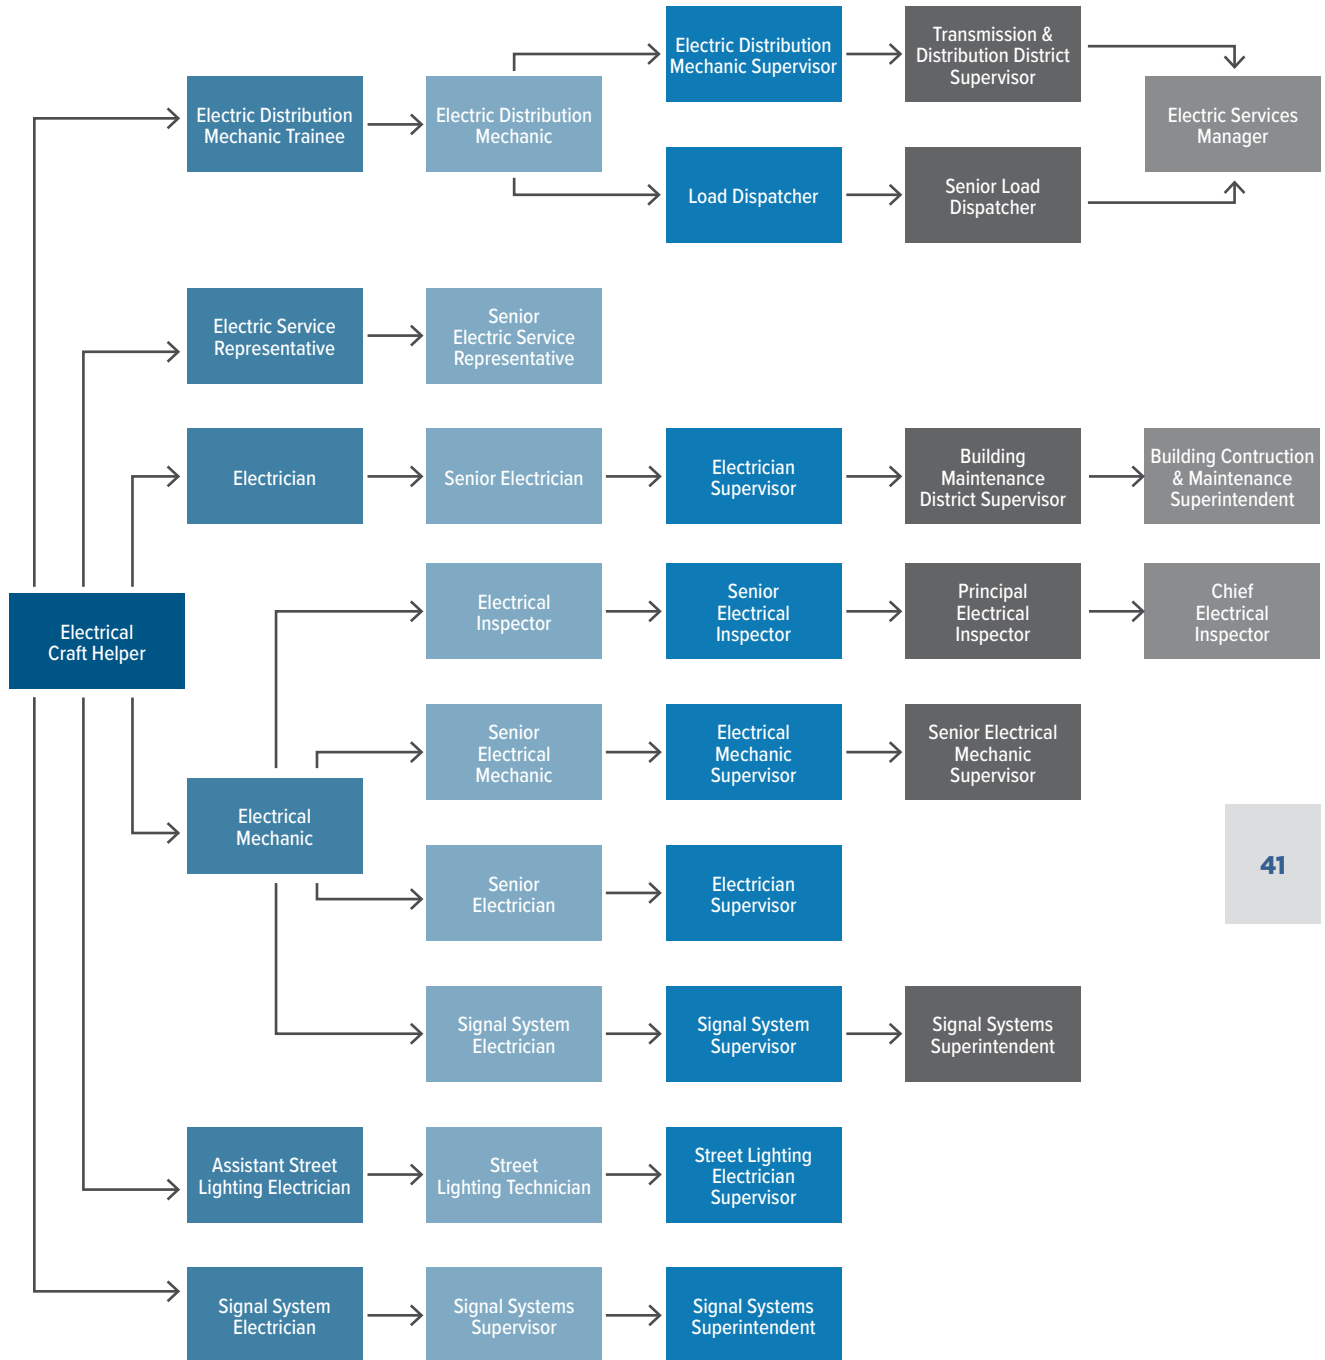 Electric Distribution
Mechanic Supervisor
Transmission &
Distribution District
Supervisor
Electric Distribution
Mechanic Trainee
Electric Distribution
Mechanic
Electric Services
Manager
Load Dispatcher
Senior Load
Dispatcher
Electric Service
Representative
Senior
Electric Service
Representative
Electrician
Senior Electrician
Electrician
Supervisor
Building
Maintenance
District Supervisor
Building Contruction
& Maintenance
Superintendent
Electrical
Craft Helper
Electrical
Inspector
Senior
Electrical
Inspector
Principal
Electrical
Inspector
Chief
Electrical
Inspector
Senior
Electrical
Mechanic
Electrical
Mechanic
Supervisor
Senior Electrical
Mechanic
Supervisor
Electrical
Mechanic
Senior
Electrician
Electrician
Supervisor
41
Signal System
Electrician
Signal System
Supervisor
Signal Systems
Superintendent
Assistant Street
Lighting Electrician
Street
Lighting Technician
Street Lighting
Electrician
Supervisor
Signal System
Electrician
Signal Systems
Supervisor
Signal Systems
Superintendent